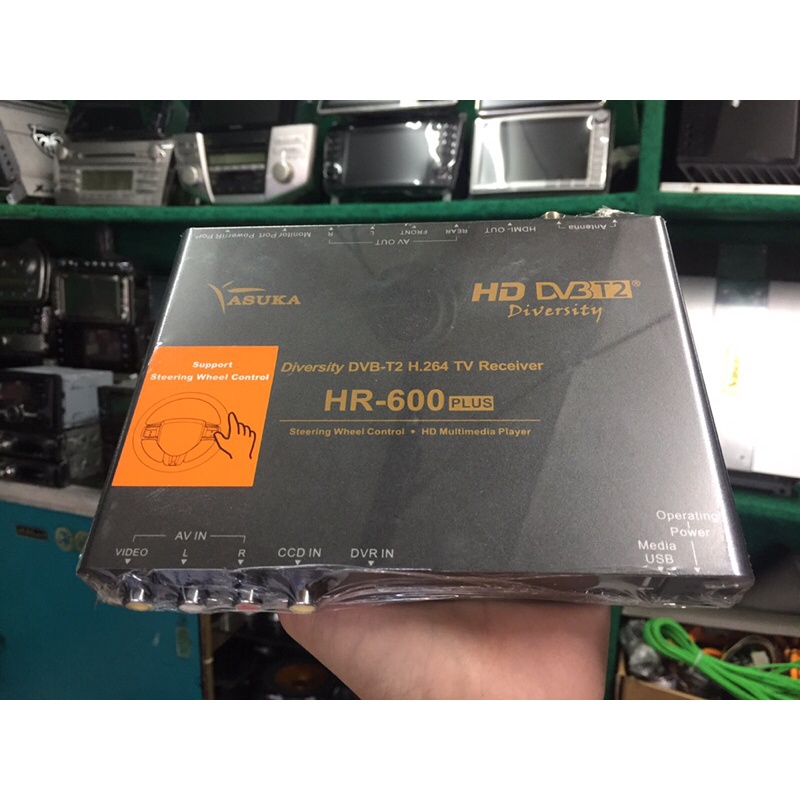 Antenna
HDMI-OUT
REAR
FRONT
AV OUT
L
R
Monitor Port
Power/IR Port
YASUKA
HD DVB T2®
Diversity
Support
Steering Wheel Control
Diversity DVB-T2 H.264 TV Receiver
HR-600 PLUS
Steering Wheel Control • HD Multimedia Player
AV IN
VIDEO
L
R
CCD IN
DVR IN
Operating
Power
Media
USB